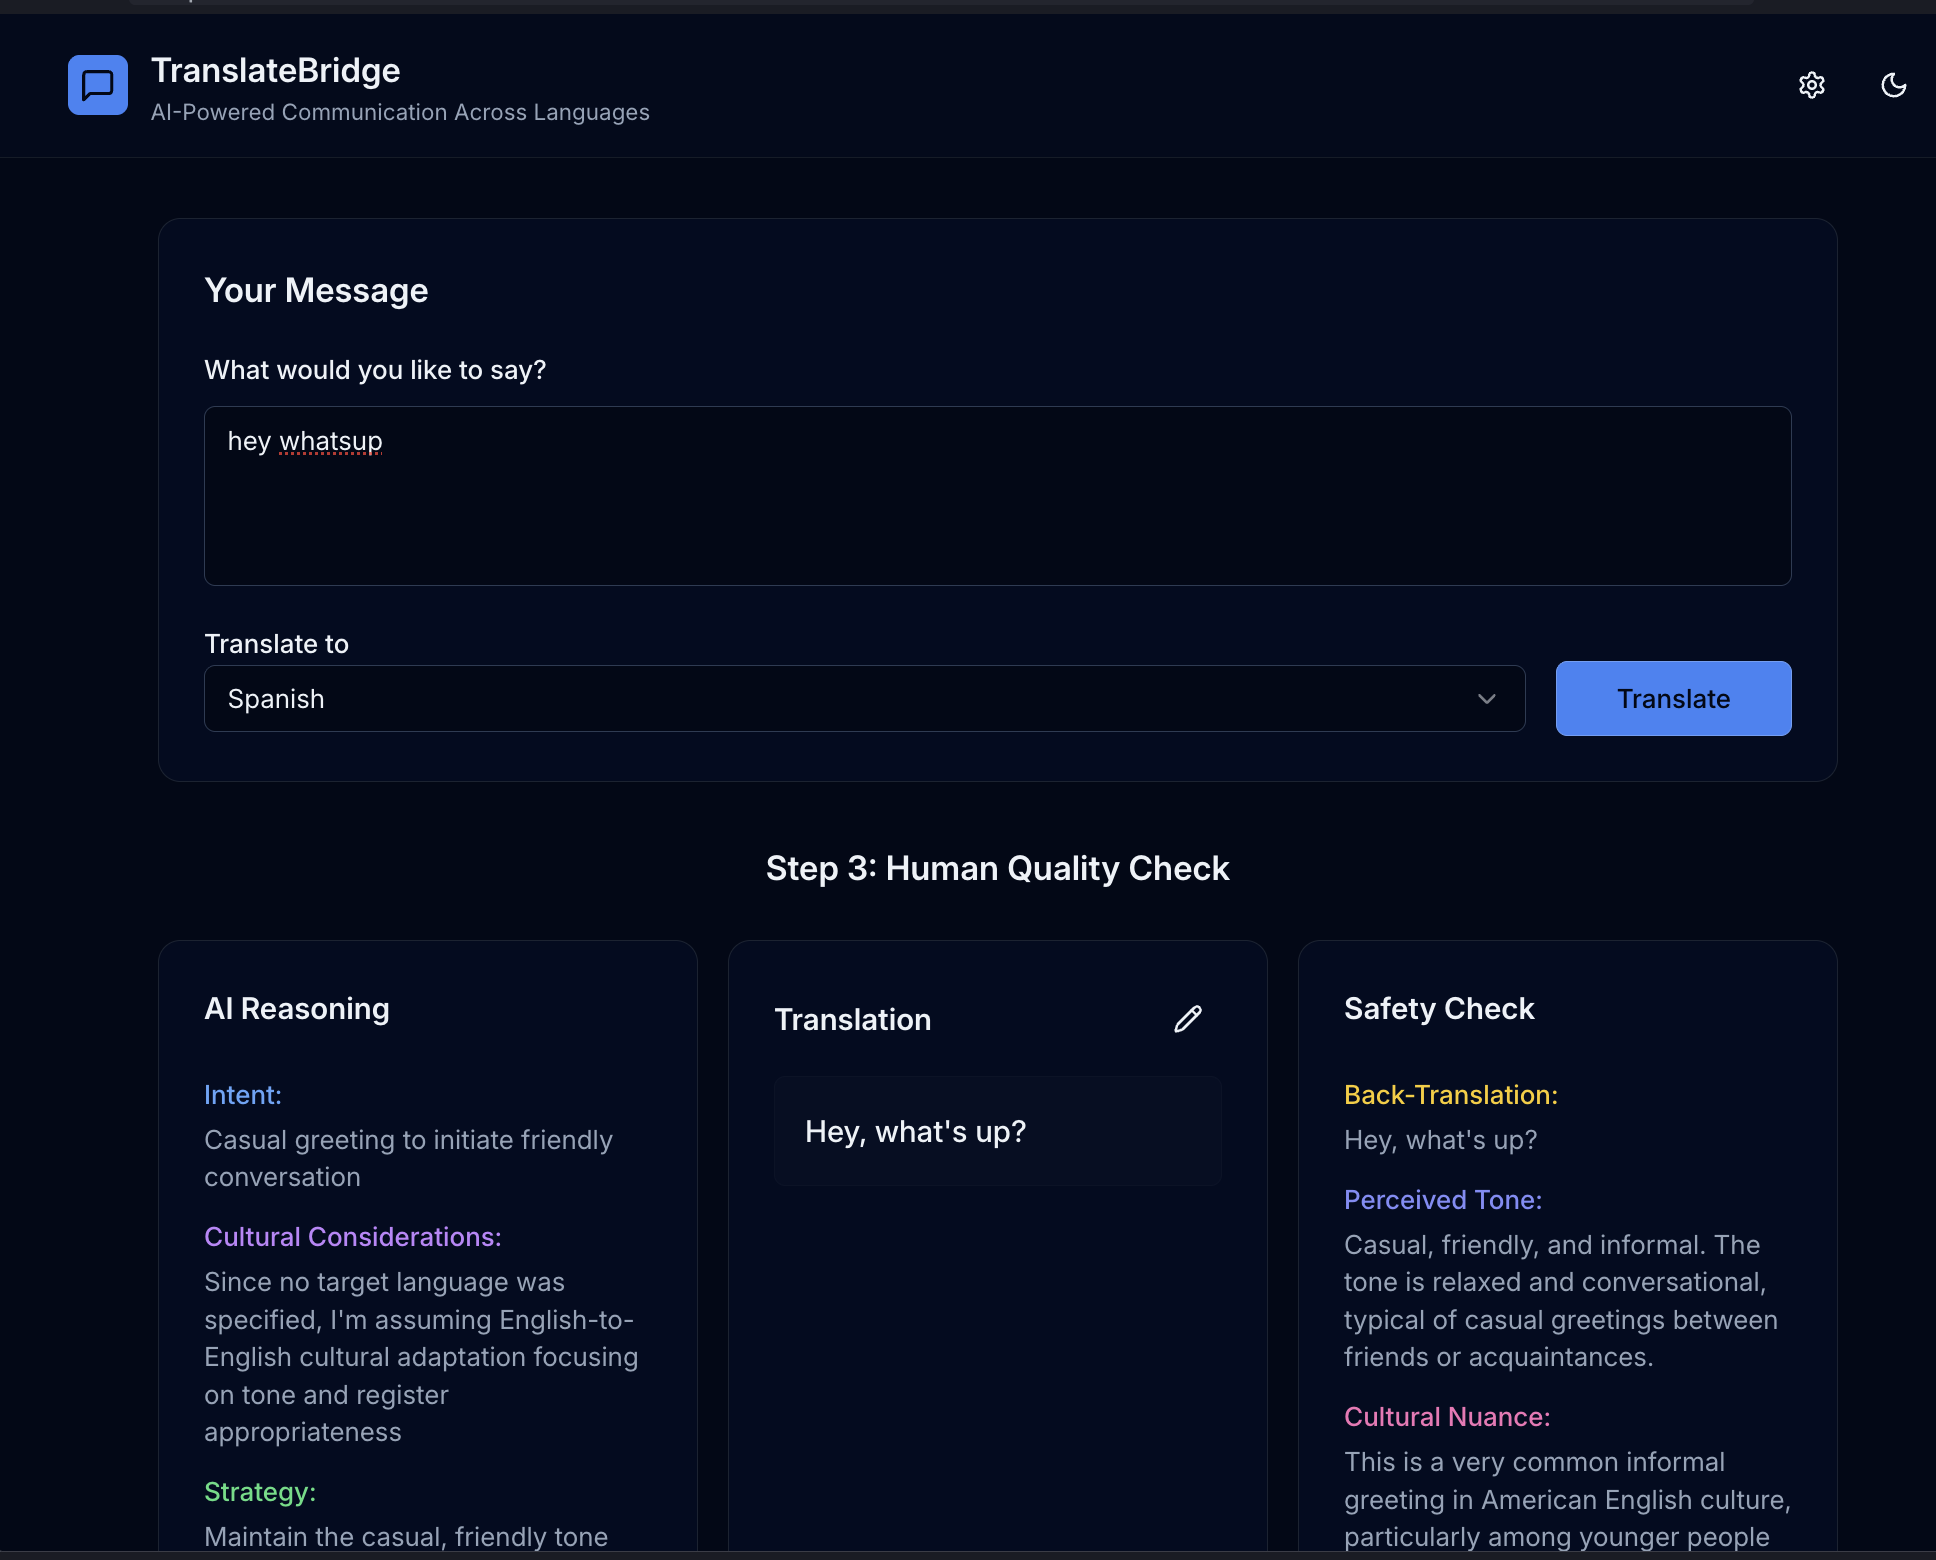 TranslateBridge
AI-Powered Communication Across Languages
Your Message
What would you like to say?
hey whatsup
Translate to
Spanish
Translate
Step 3: Human Quality Check
AI Reasoning
Intent:
Casual greeting to initiate friendly
conversation
Cultural Considerations:
Since no target language was
specified, I'm assuming English-to-
English cultural adaptation focusing
on tone and register
appropriateness
Strategy:
Maintain the casual, friendly tone
Translation
Hey, what's up?
Safety Check
Back-Translation:
Hey, what's up?
Perceived Tone:
Casual, friendly, and informal. The
tone is relaxed and conversational,
typical of casual greetings between
friends or acquaintances.
Cultural Nuance:
This is a very common informal
greeting in American English culture,
particularly among younger people